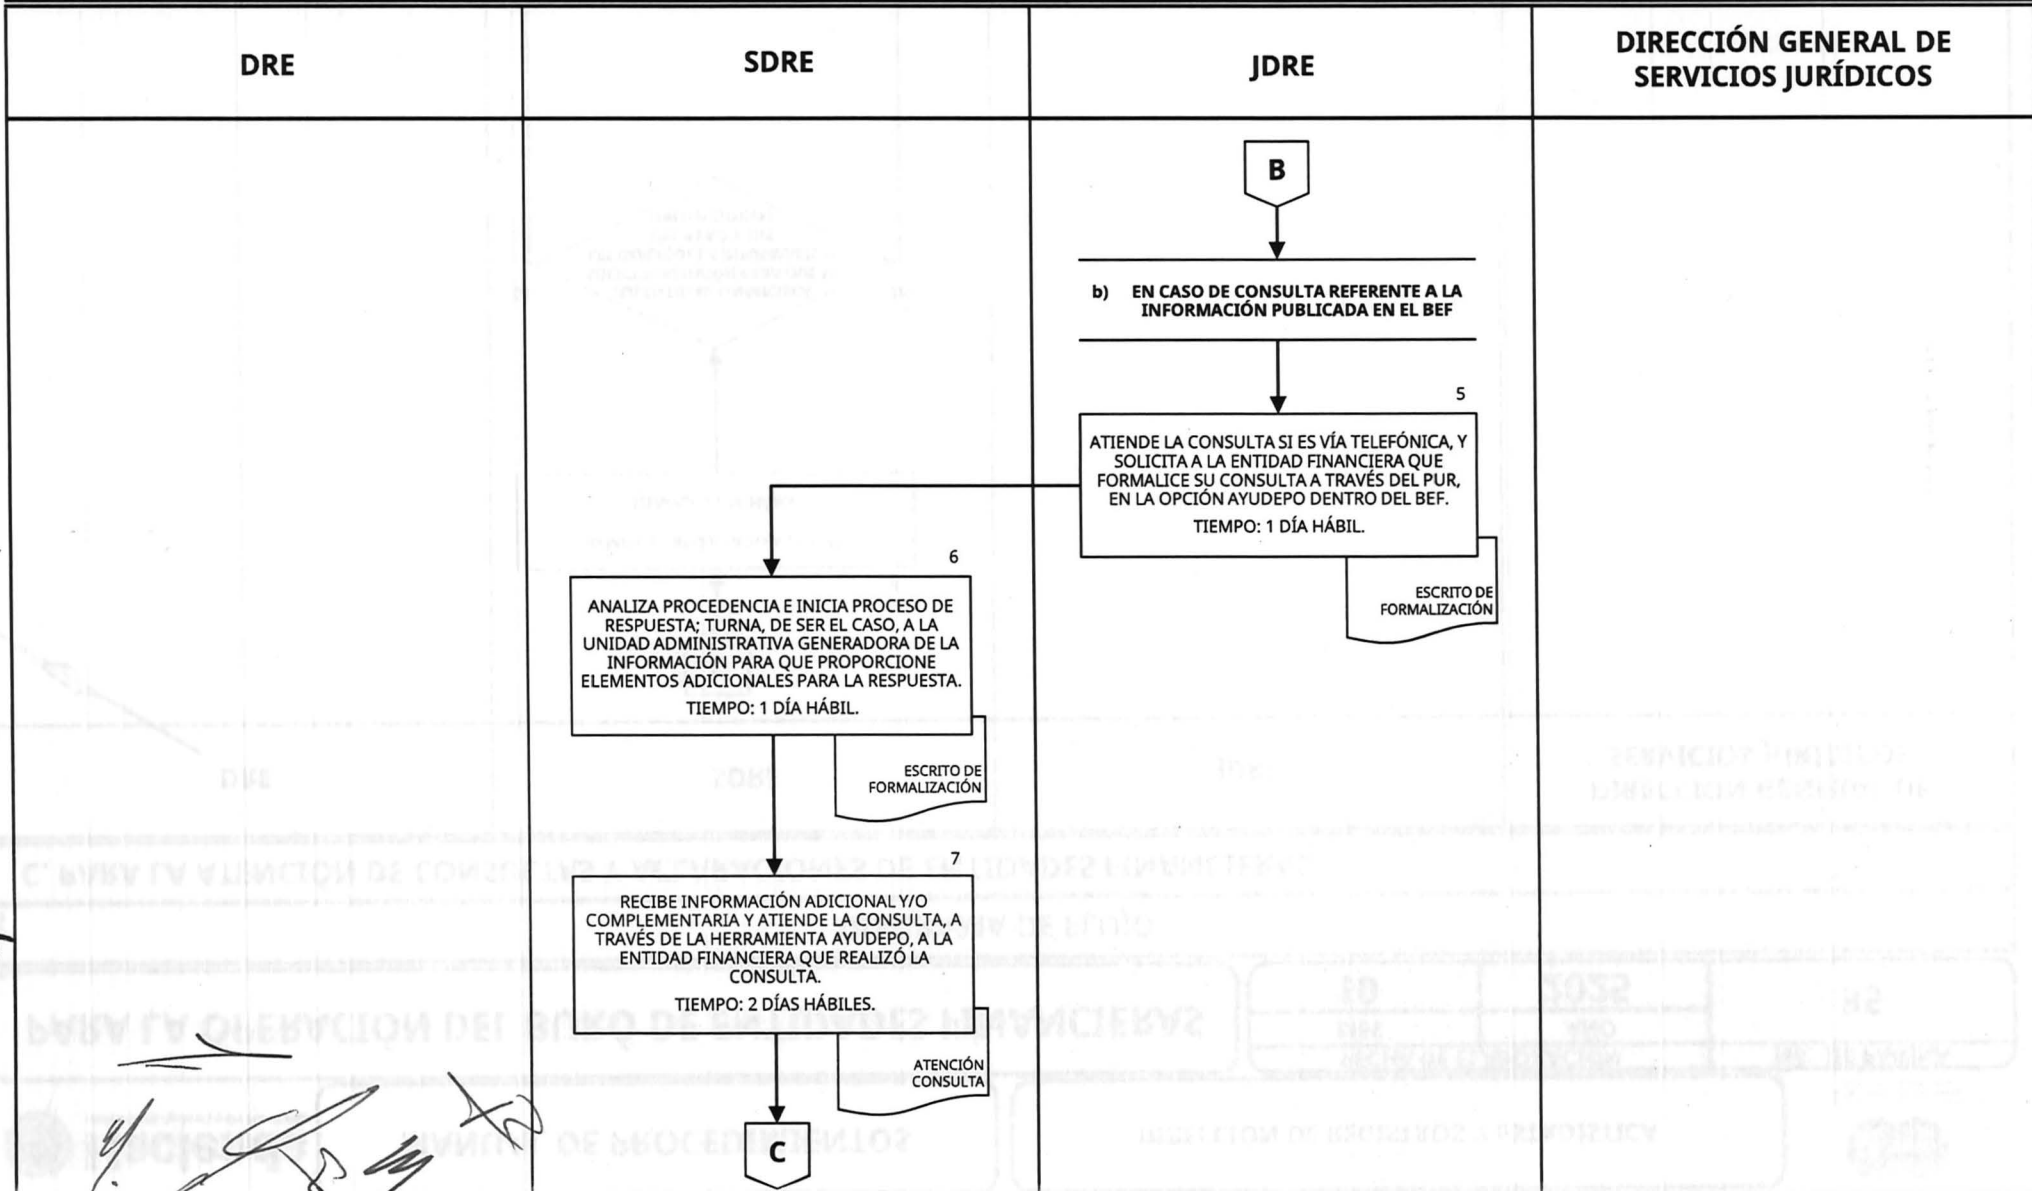 DRE
SDRE
JDRE
DIRECCIÓN GENERAL DE
SERVICIOS JURÍDICOS
B
b) EN CASO DE CONSULTA REFERENTE A LA
INFORMACIÓN PUBLICADA EN EL BEF
5
ATIENDE LA CONSULTA SI ES VÍA TELEFÓNICA, Y
SOLICITA A LA ENTIDAD FINANCIERA QUE
FORMALICE SU CONSULTA A TRAVÉS DEL PUR,
EN LA OPCIÓN AYUDEPO DENTRO DEL BEF.
TIEMPO: 1 DÍA HÁBIL.
ESCRITO DE
FORMALIZACIÓN
6
ANALIZA PROCEDENCIA E INICIA PROCESO DE
RESPUESTA; TURNA, DE SER EL CASO, A LA
UNIDAD ADMINISTRATIVA GENERADORA DE LA
INFORMACIÓN PARA QUE PROPORCIONE
ELEMENTOS ADICIONALES PARA LA RESPUESTA.
TIEMPO: 1 DÍA HÁBIL.
ESCRITO DE
FORMALIZACIÓN
7
RECIBE INFORMACIÓN ADICIONAL Y/O
COMPLEMENTARIA Y ATIENDE LA CONSULTA, A
TRAVÉS DE LA HERRAMIENTA AYUDEPO, A LA
ENTIDAD FINANCIERA QUE REALIZÓ LA
CONSULTA.
TIEMPO: 2 DÍAS HÁBILES.
ATENCIÓN
CONSULTA
C